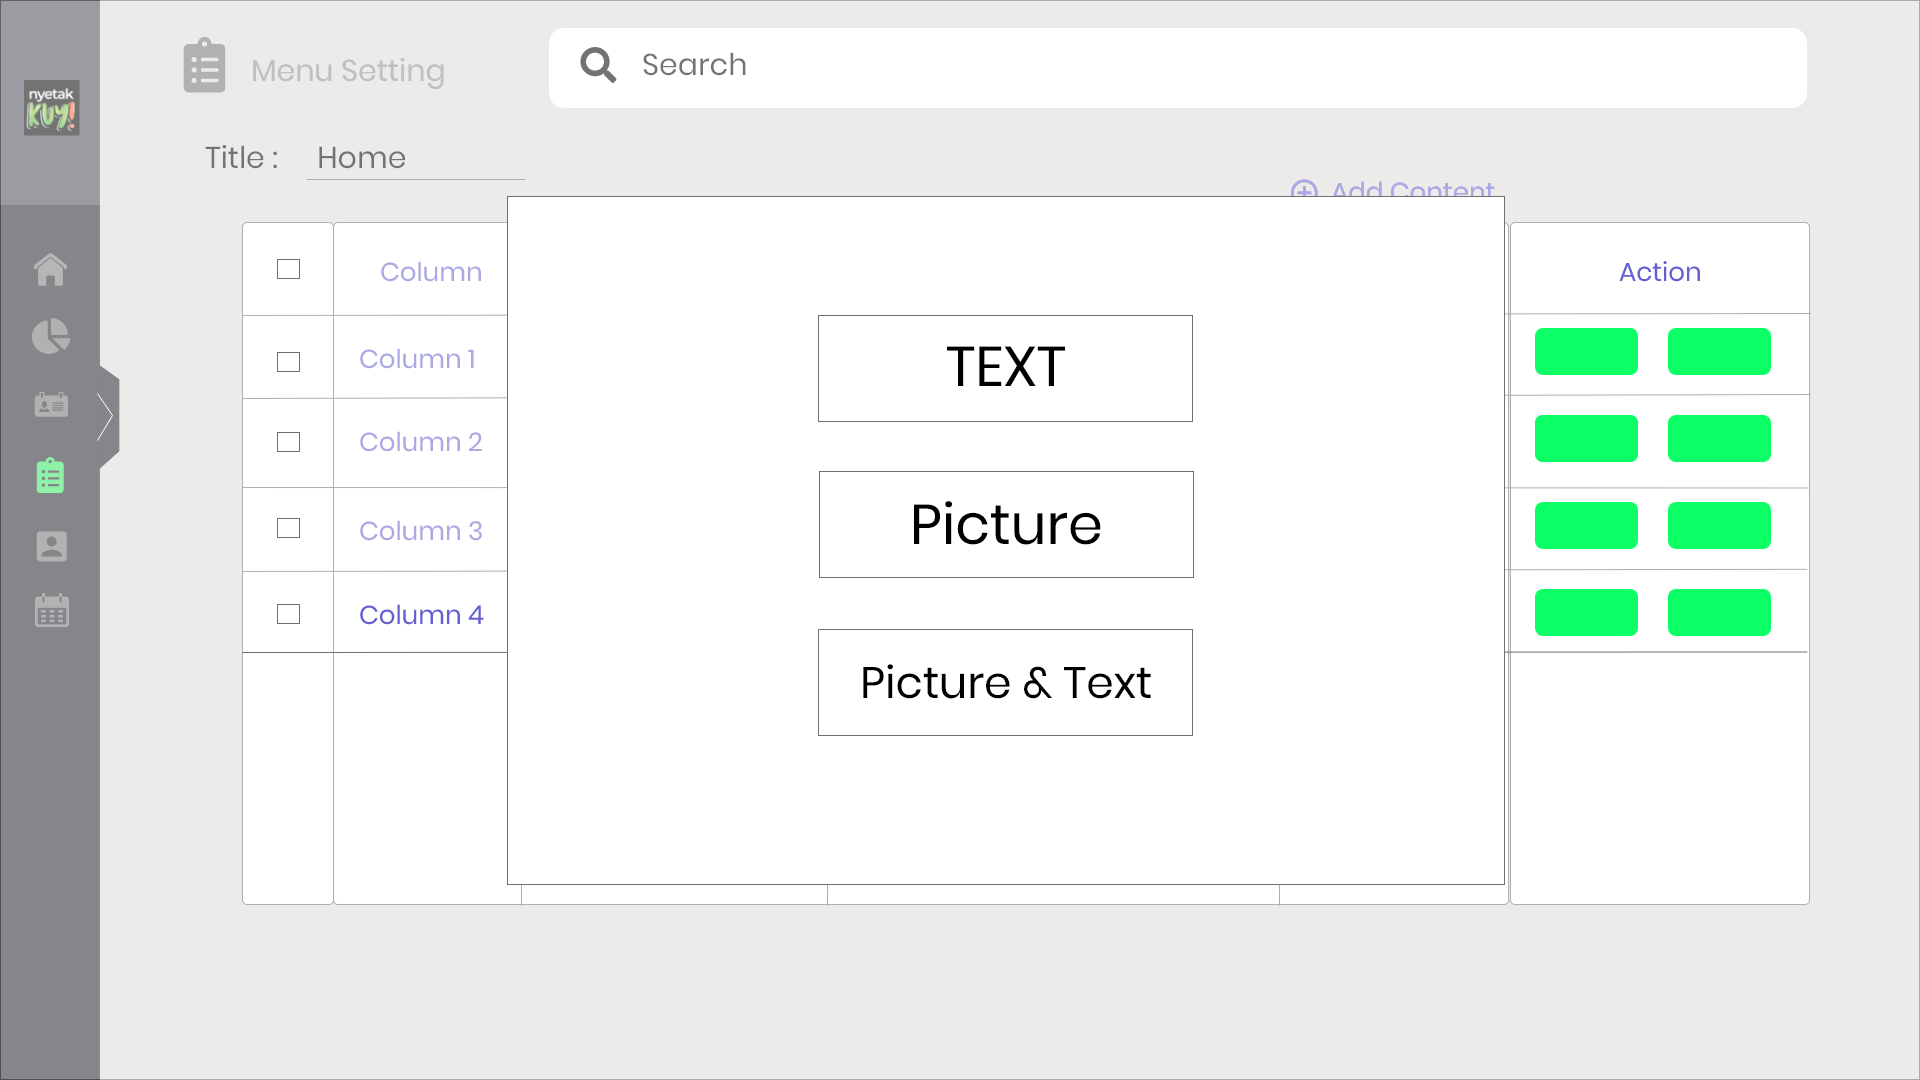 nyetak
KUY!
Menu Setting
Search
Title :
Home
Add Content
Column
Action
Column 1
Column 2
Column 3
Column 4
TEXT
Picture
Picture & Text